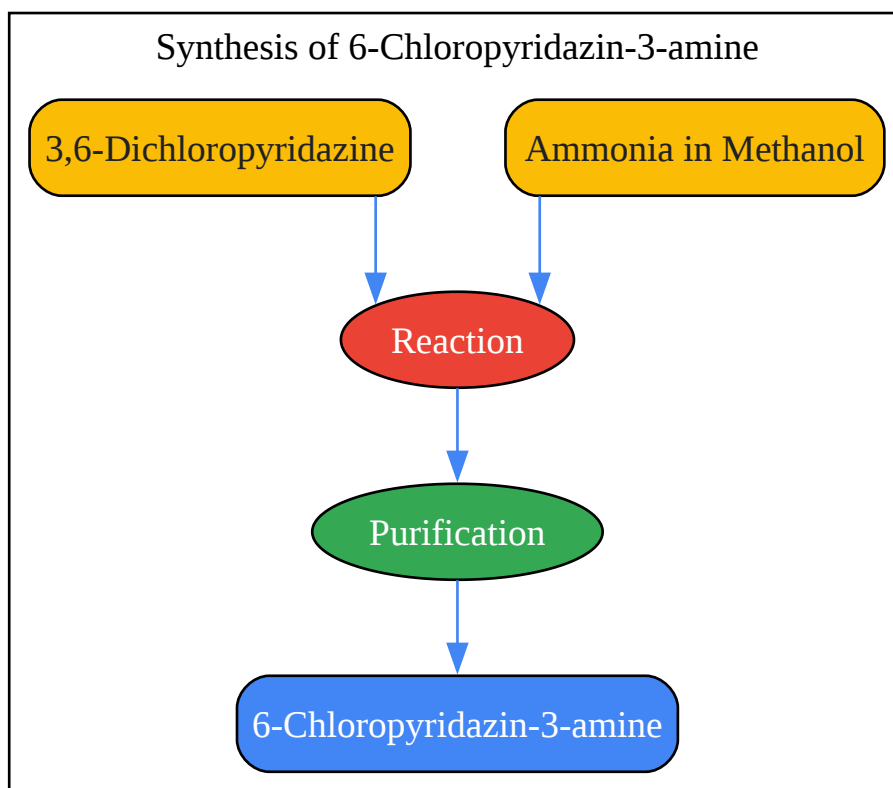 Synthesis of 6-Chloropyridazin-3-amine
3,6-Dichloropyridazine
Ammonia in Methanol
Reaction
Purification
6-Chloropyridazin-3-amine